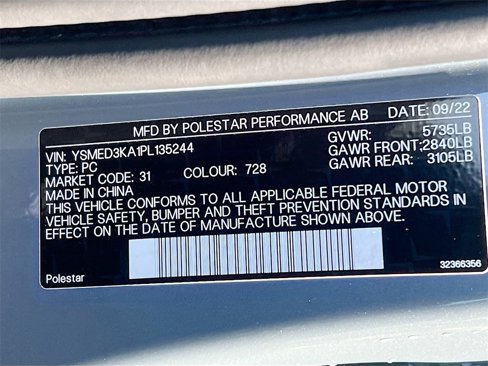 MFD BY POLESTAR PERFORMANCE AB DATE: 09/22
VIN: YSMED3KA1PL135244 GVWR: 5735LB
TYPE: PC GAWR FRONT: 2840LB
MARKET CODE: 31 COLOUR: 728 GAWR REAR: 3105LB
MADE IN CHINA
THIS VEHICLE CONFORMS TO ALL APPLICABLE FEDERAL MOTOR
VEHICLE SAFETY, BUMPER AND THEFT PREVENTION STANDARDS IN
EFFECT ON THE DATE OF MANUFACTURE SHOWN ABOVE.
Polestar 32366356